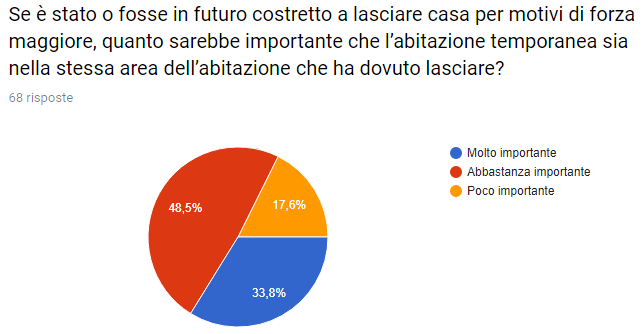 Se è stato o fosse in futuro costretto a lasciare casa per motivi di forza
maggiore, quanto sarebbe importante che l'abitazione temporanea sia
nella stessa area dell'abitazione che ha dovuto lasciare?
68 risposte
Molto importante
Abbastanza importante
Poco importante
48,5%
17,6%
33,8%